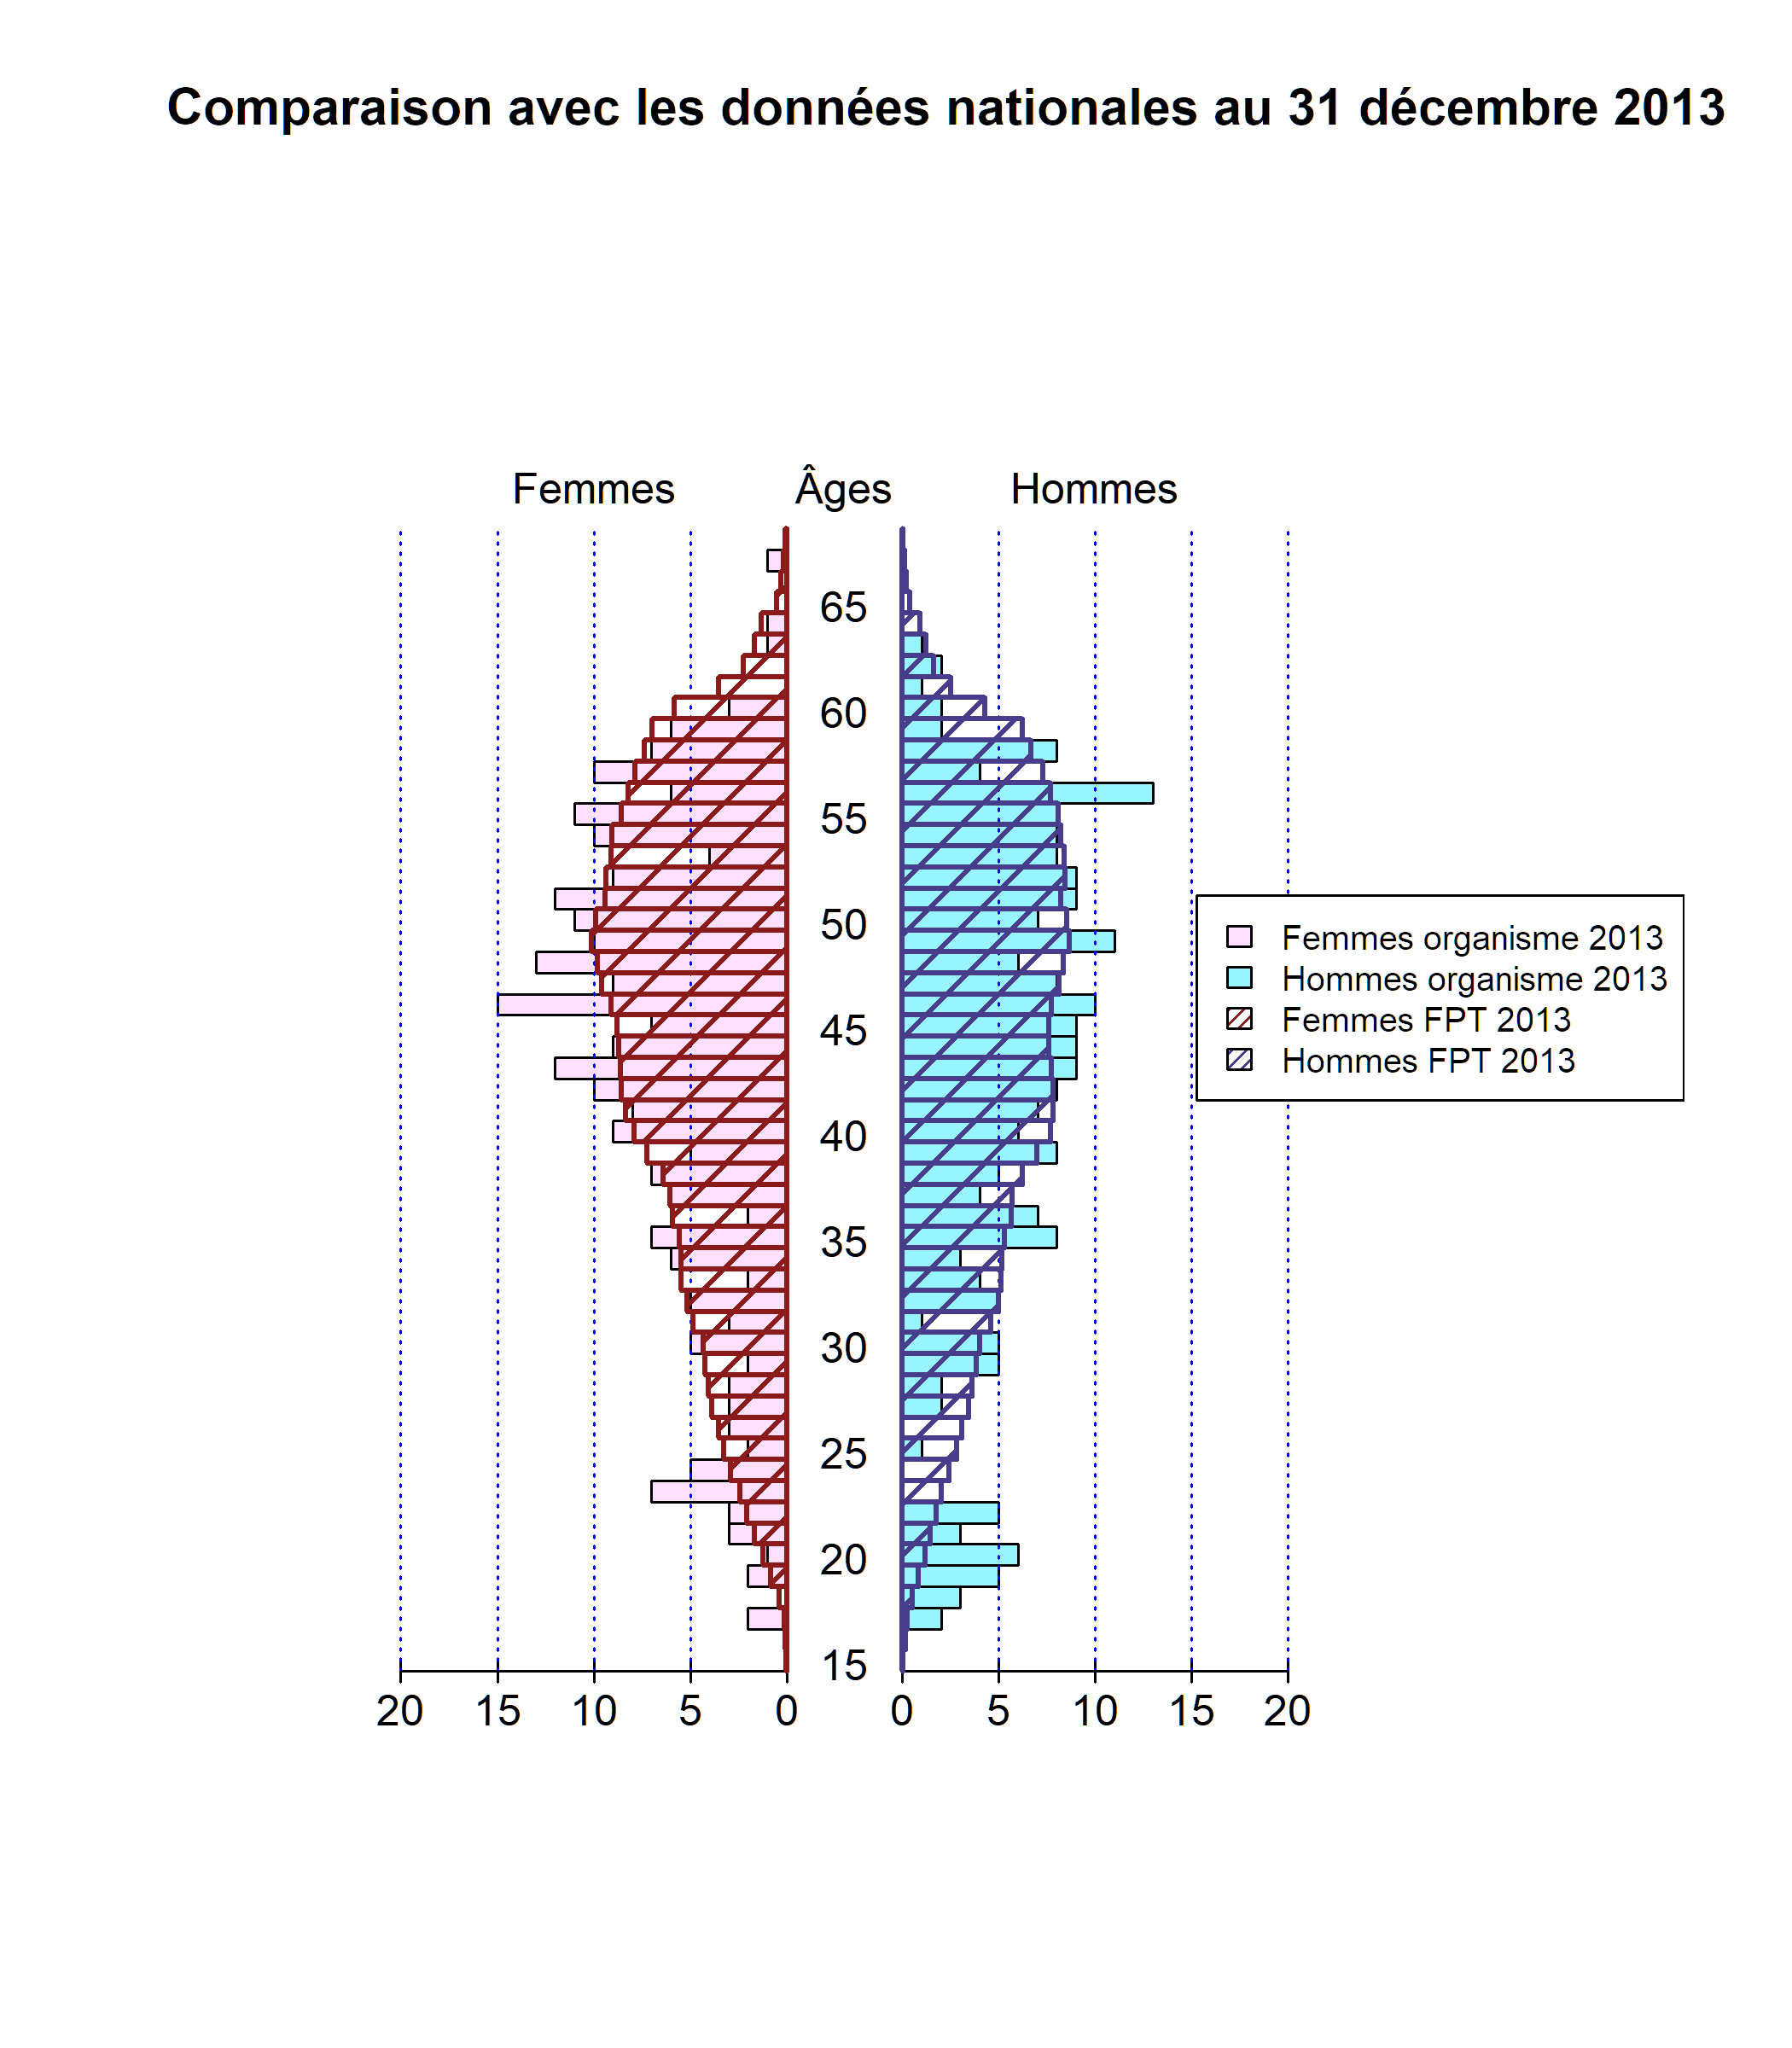 Comparaison avec les données nationales au 31 décembre 2013
Femmes Âges Hommes
65
60
55
50
45
40
35
30
25
20
15
Femmes organisme 2013
Hommes organisme 2013
Femmes FPT 2013
Hommes FPT 2013
20 15 10 5 0 0 5 10 15 20